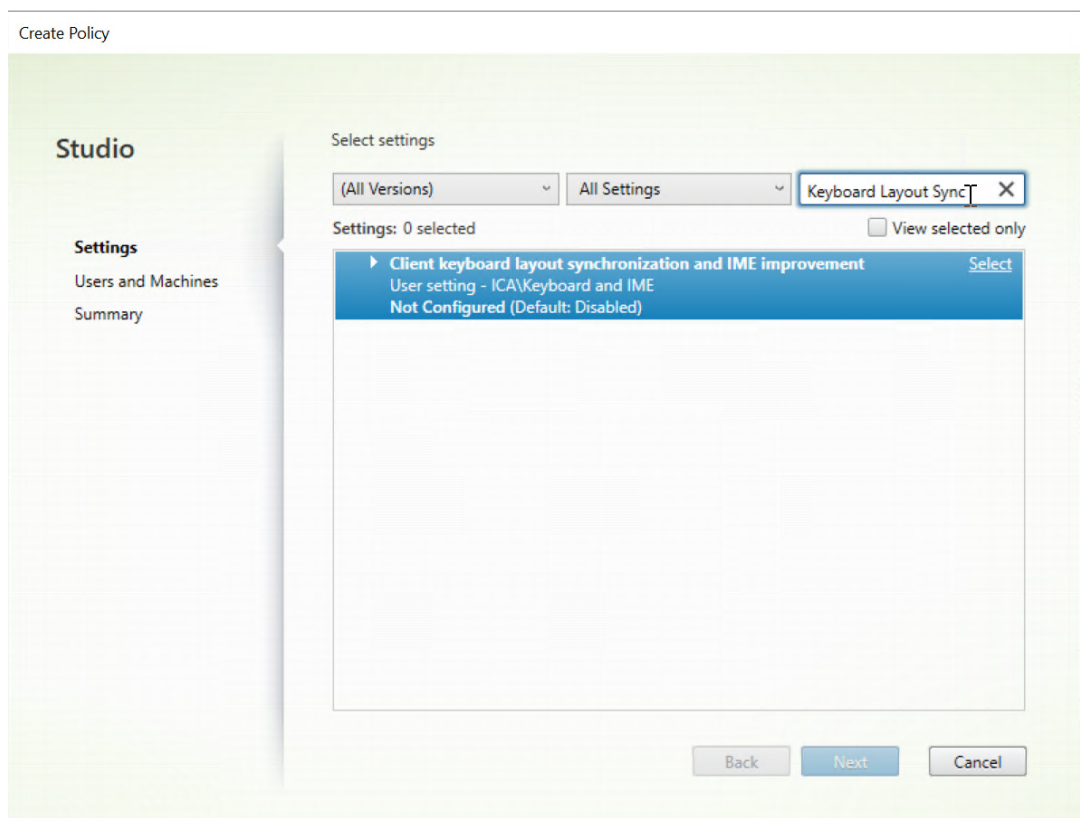 Create Policy
Studio
Settings
Users and Machines
Summary
Select settings
(All Versions)
All Settings
Keyboard Layout Sync
Settings: 0 selected
View selected only
Client keyboard layout synchronization and IME improvement
Select
User setting - ICA\Keyboard and IME
Not Configured (Default: Disabled)
Back
Next
Cancel